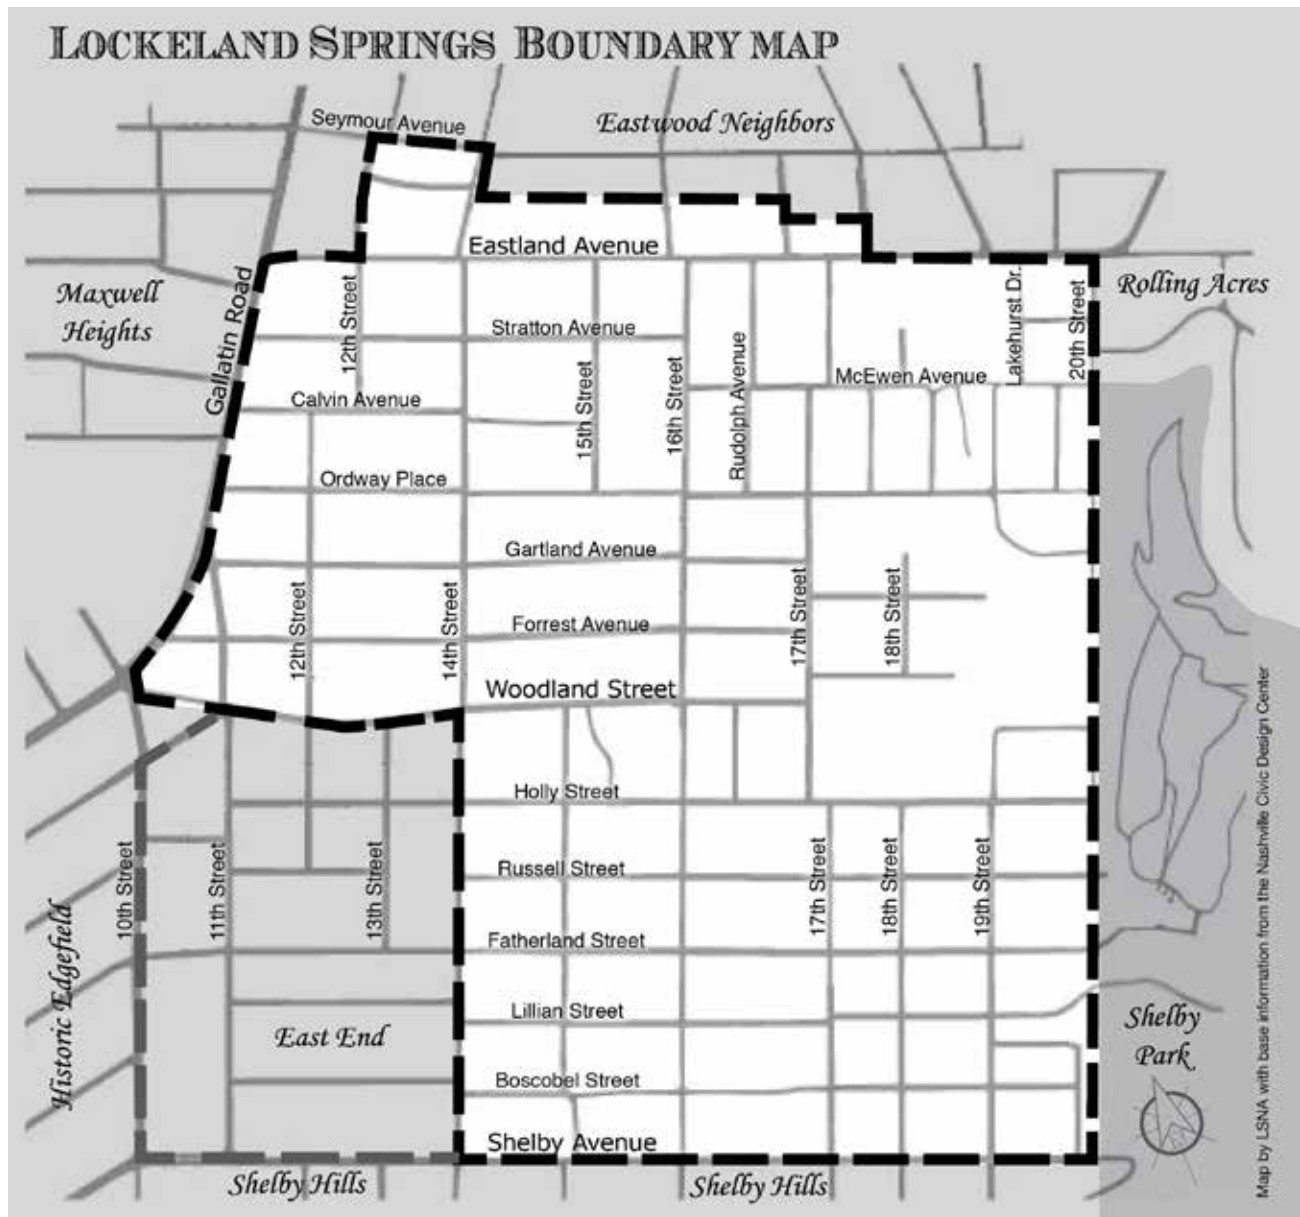 LOCKELAND SPRINGS BOUNDARY MAP
Seymour Avenue
Eastwood Neighbors
Eastland Avenue
Maxwell
Heights
Gallatin Road
12th Street
Stratton Avenue
Lakehurst Dr.
20th Street
Rolling Acres
15th Street
16th Street
Rudolph Avenue
McEwen Avenue
Calvin Avenue
Ordway Place
Gartland Avenue
12th Street
14th Street
17th Street
18th Street
Forrest Avenue
Woodland Street
Holly Street
10th Street
11th Street
13th Street
Russell Street
17th Street
18th Street
19th Street
Fatherland Street
Historic Edgefield
Lillian Street
East End
Shelby
Park
Boscobel Street
Shelby Avenue
Shelby Hills
Shelby Hills
Map by LSNA with base information from the Nashville Civic Design Center